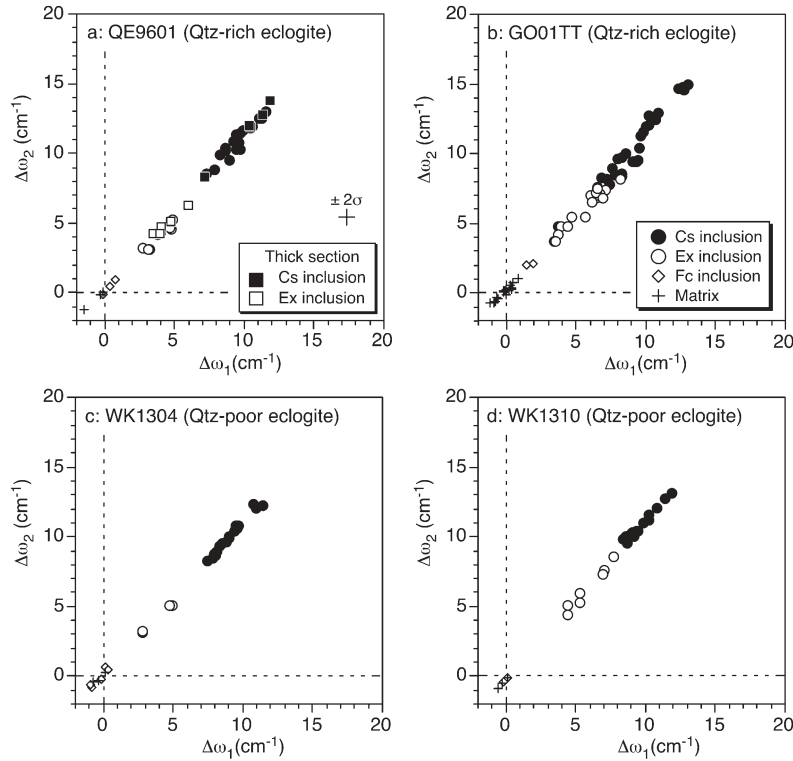 a: QE9601 (Qtz-rich eclogite)
20
15
10
5
0
Δω2 (cm-1)
± 2σ
Thick section
Cs inclusion
Ex inclusion
0 5 10 15 20
Δω1(cm-1)
b: GO01TT (Qtz-rich eclogite)
20
15
10
5
0
Δω2 (cm-1)
Cs inclusion
Ex inclusion
Fc inclusion
Matrix
0 5 10 15 20
Δω1(cm-1)
c: WK1304 (Qtz-poor eclogite)
20
15
10
5
0
Δω2 (cm-1)
0 5 10 15 20
Δω1(cm-1)
d: WK1310 (Qtz-poor eclogite)
20
15
10
5
0
Δω2 (cm-1)
0 5 10 15 20
Δω1(cm-1)